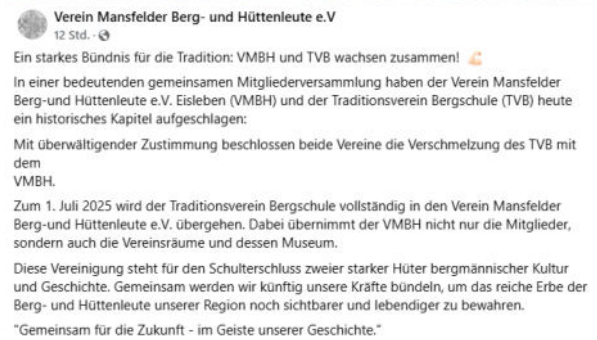 Verein Mansfelder Berg- und Hüttenleute e.V
12 Std. ·
Ein starkes Bündnis für die Tradition: VMBH und TVB wachsen zusammen! 💪🏻
In einer bedeutenden gemeinsamen Mitgliederversammlung haben der Verein Mansfelder
Berg-und Hüttenleute e.V. Eisleben (VMBH) und der Traditionsverein Bergschule (TVB) heute
ein historisches Kapitel aufgeschlagen:
Mit überwältigender Zustimmung beschlossen beide Vereine die Verschmelzung des TVB mit
dem
VMBH.
Zum 1. Juli 2025 wird der Traditionsverein Bergschule vollständig in den Verein Mansfelder
Berg-und Hüttenleute e.V. übergehen. Dabei übernimmt der VMBH nicht nur die Mitglieder,
sondern auch die Vereinsräume und dessen Museum.
Diese Vereinigung steht für den Schulterschluss zweier starker Hüter bergmännischer Kultur
und Geschichte. Gemeinsam werden wir künftig unsere Kräfte bündeln, um das reiche Erbe der
Berg- und Hüttenleute unserer Region noch sichtbarer und lebendiger zu bewahren.
"Gemeinsam für die Zukunft - im Geiste unserer Geschichte."